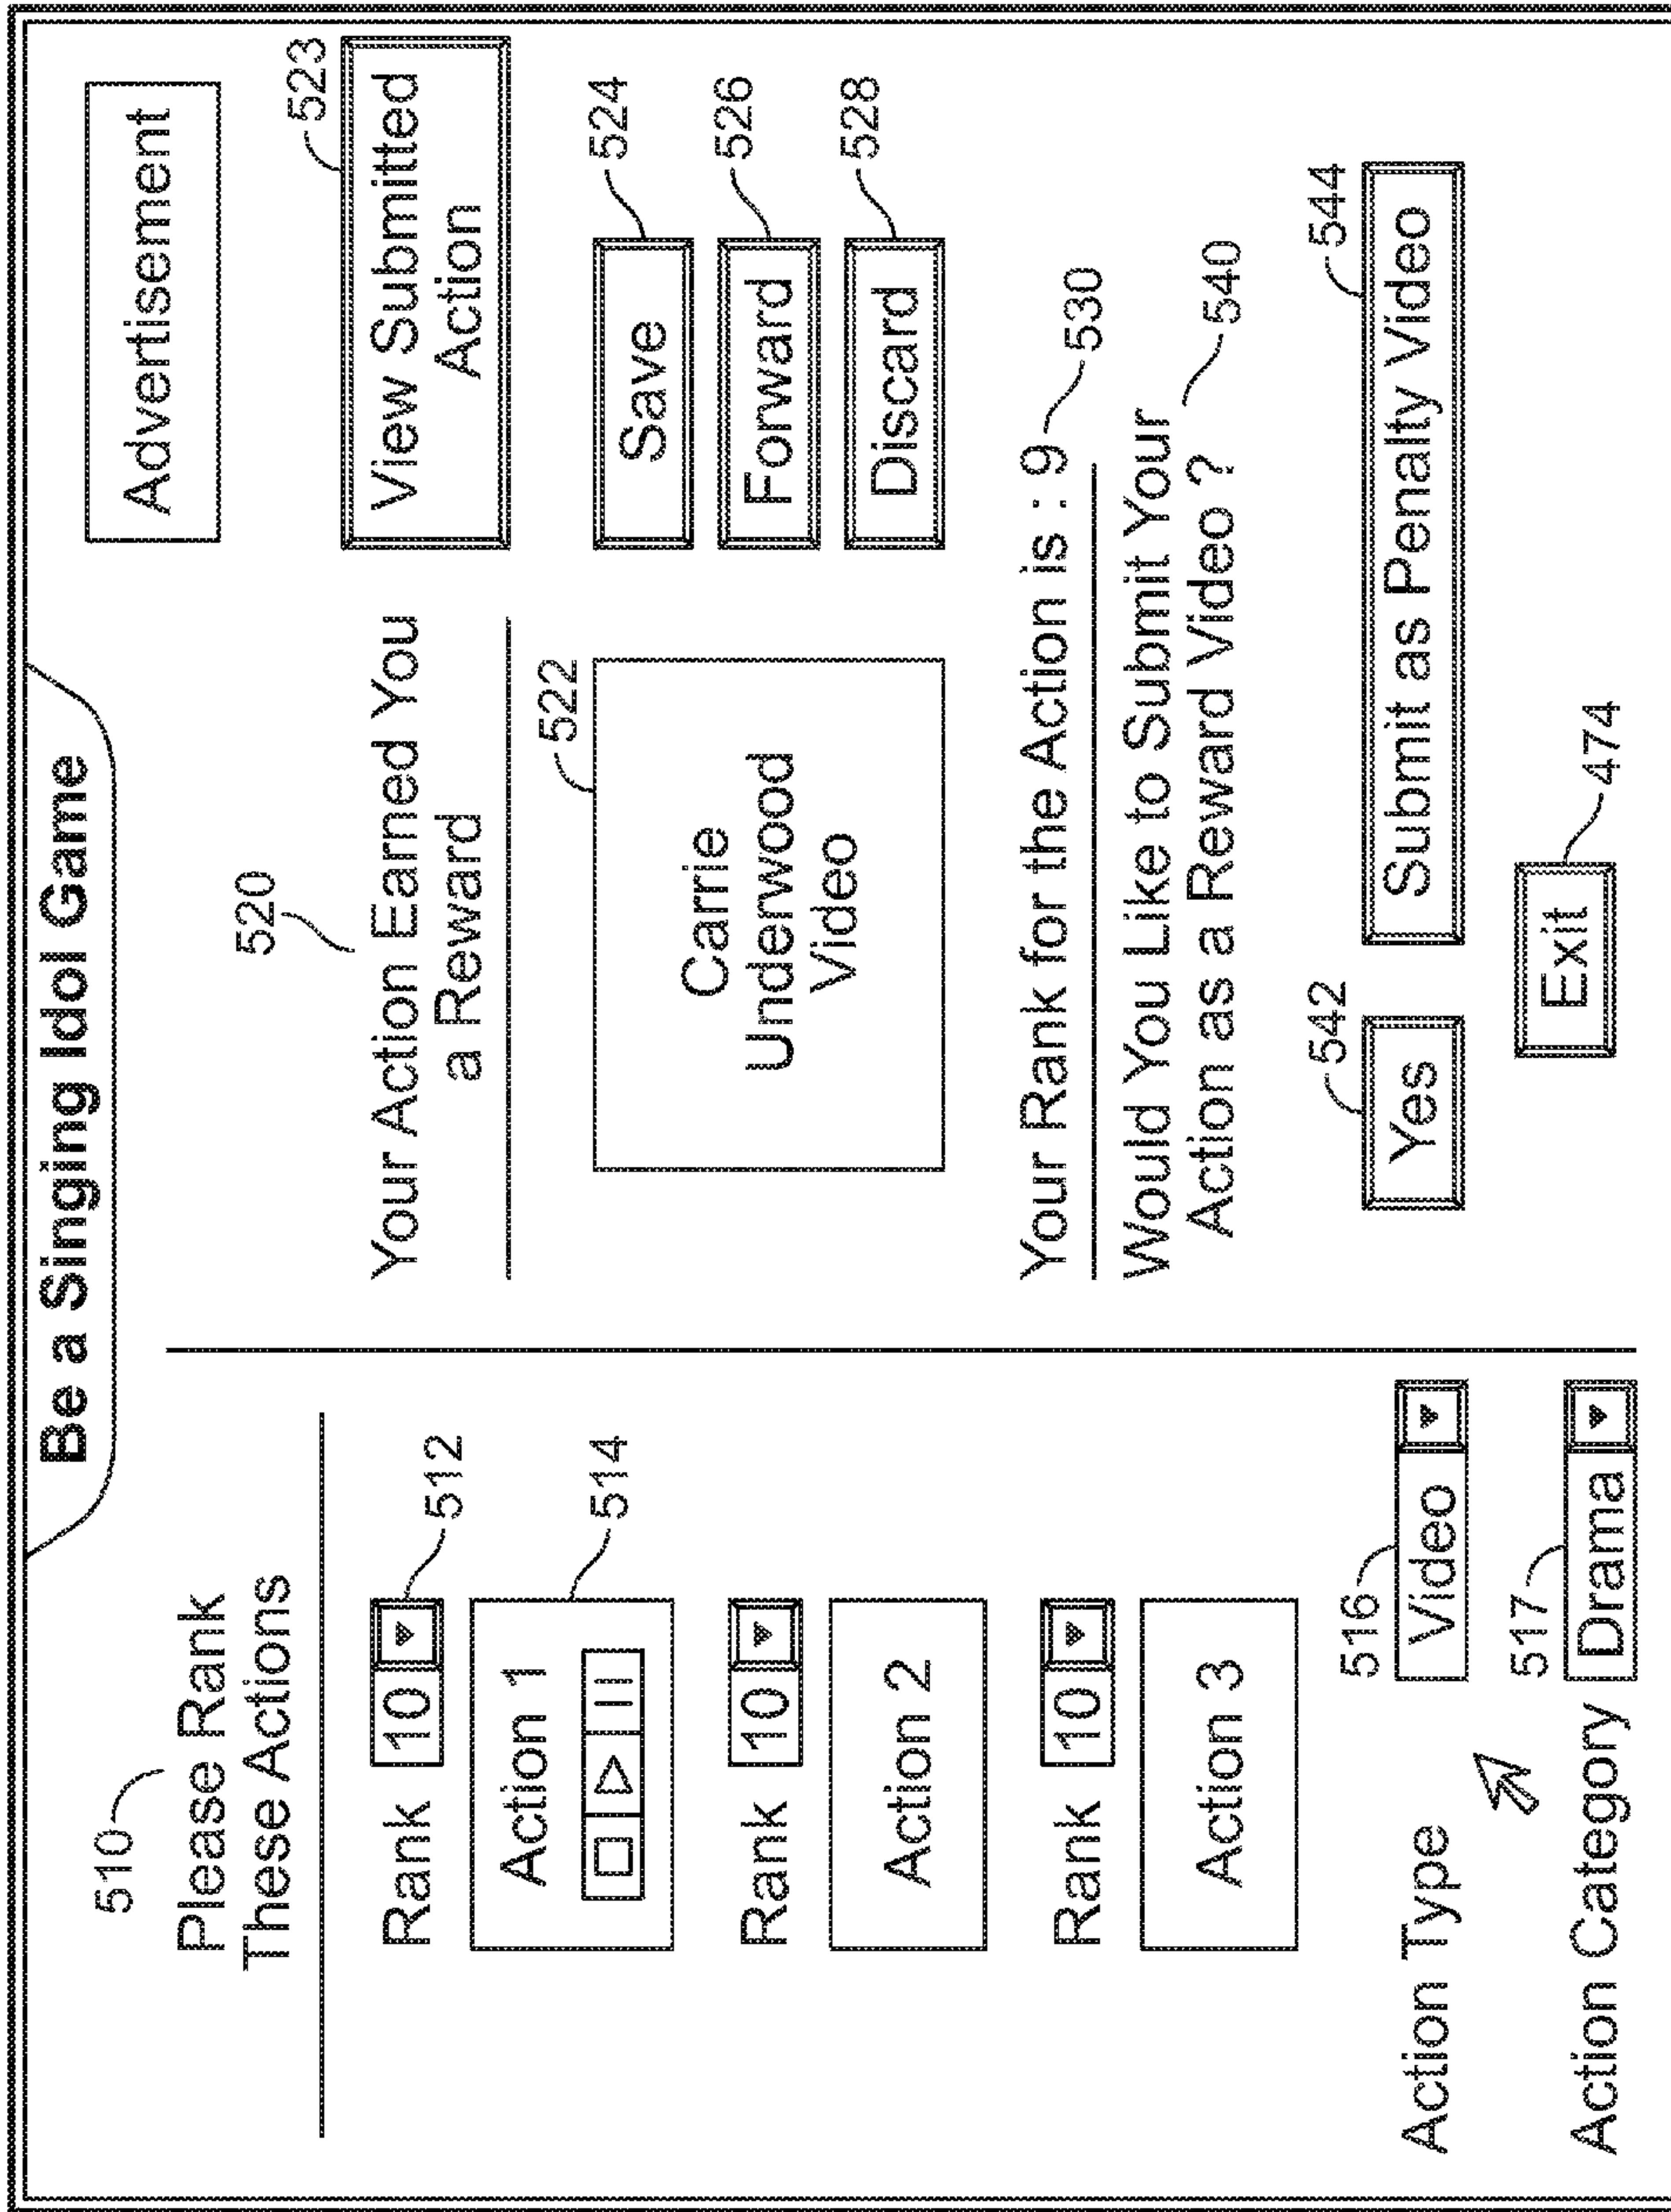 Be a Singing Idol Game
510
Please Rank
These Actions
Rank 10
512
Action 1
514
Rank 10
Action 2
Rank 10
Action 3
516
Action Type Video
517
Action Category Drama
Advertisement
520
Your Action Earned You
a Reward
523
View Submitted
Action
522
Carrie
Underwood
Video
Save
524
Forward
526
Discard
528
Your Rank for the Action is : 9
530
Would You Like to Submit Your
Action as a Reward Video ?
540
542
Yes
544
Submit as Penalty Video
Exit
474